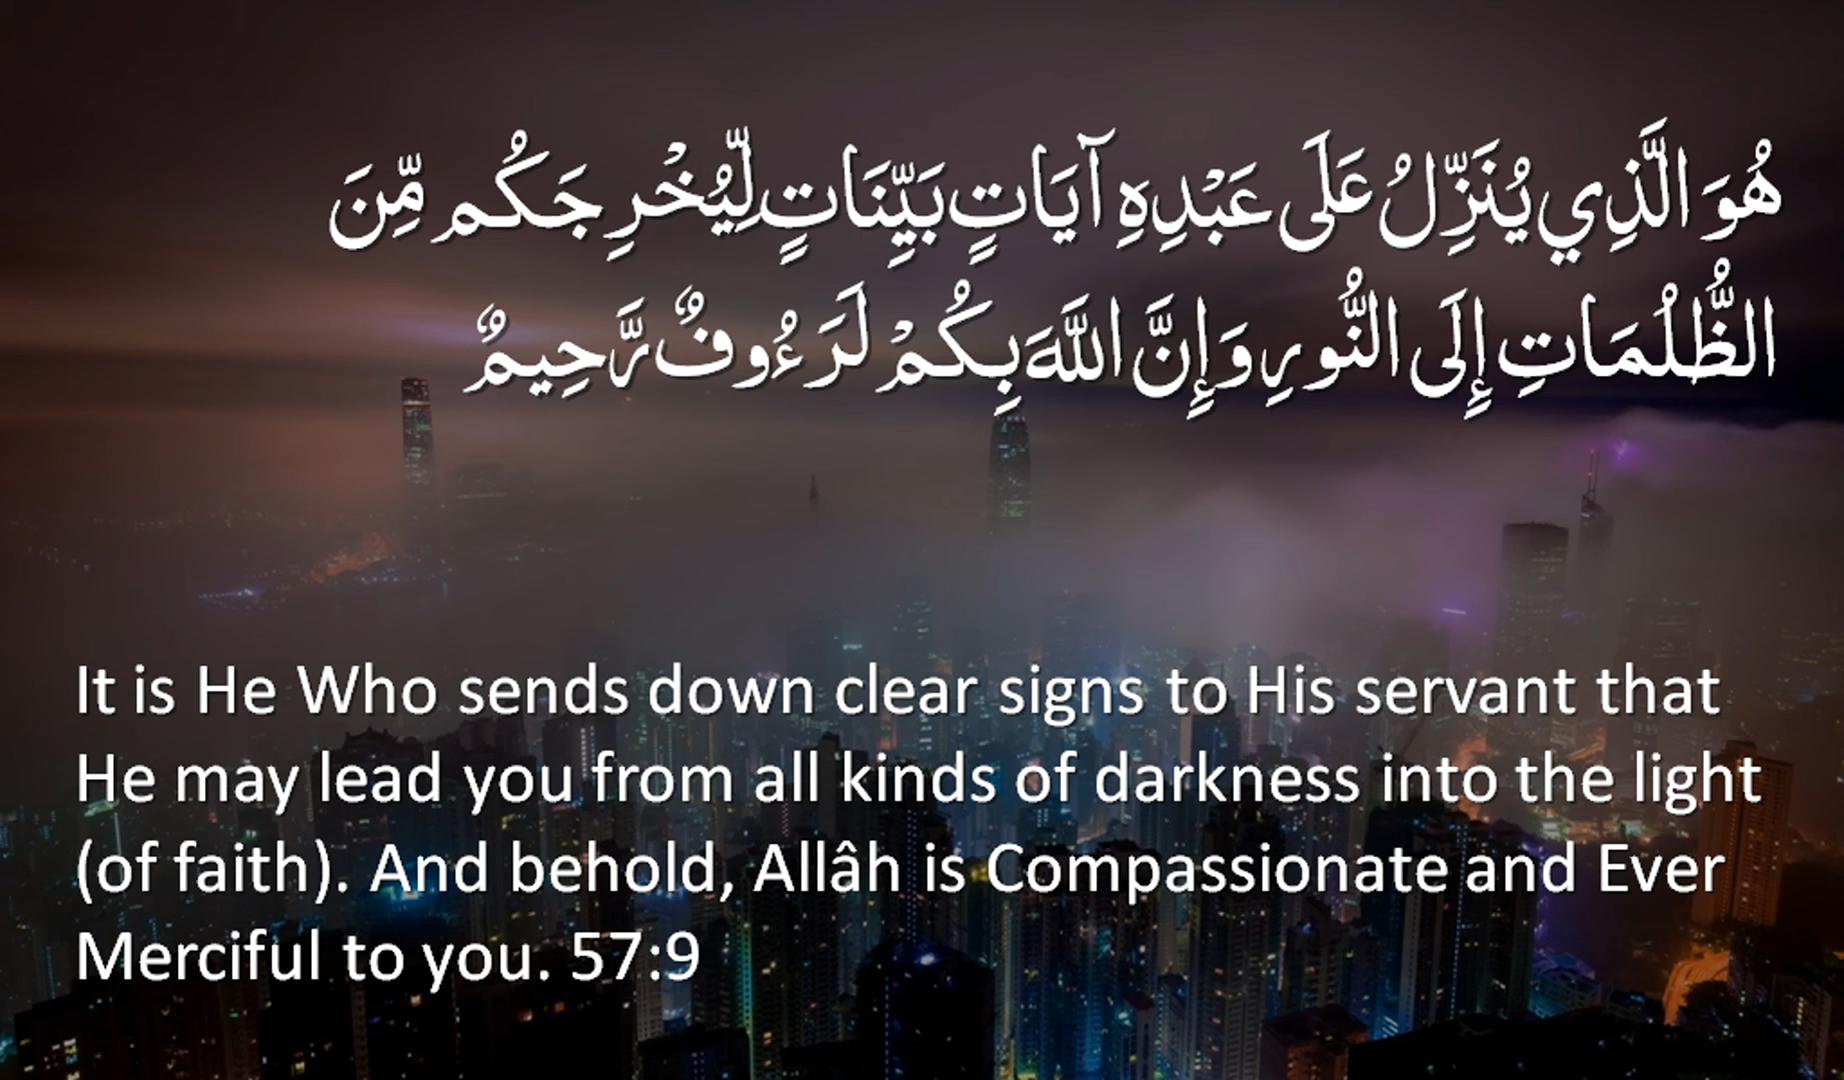 هُوَ الَّذِي يُنَزِّلُ عَلَى عَبْدِهِ آيَاتٍ بَيِّنَاتٍ لِّيُخْرِجَكُم مِّنَ
الظُّلُمَاتِ إِلَى النُّورِ وَإِنَّ اللَّهَ بِكُمْ لَرَءُوفٌ رَّحِيمٌ
It is He Who sends down clear signs to His servant that
He may lead you from all kinds of darkness into the light
(of faith). And behold, Allâh is Compassionate and Ever
Merciful to you. 57:9